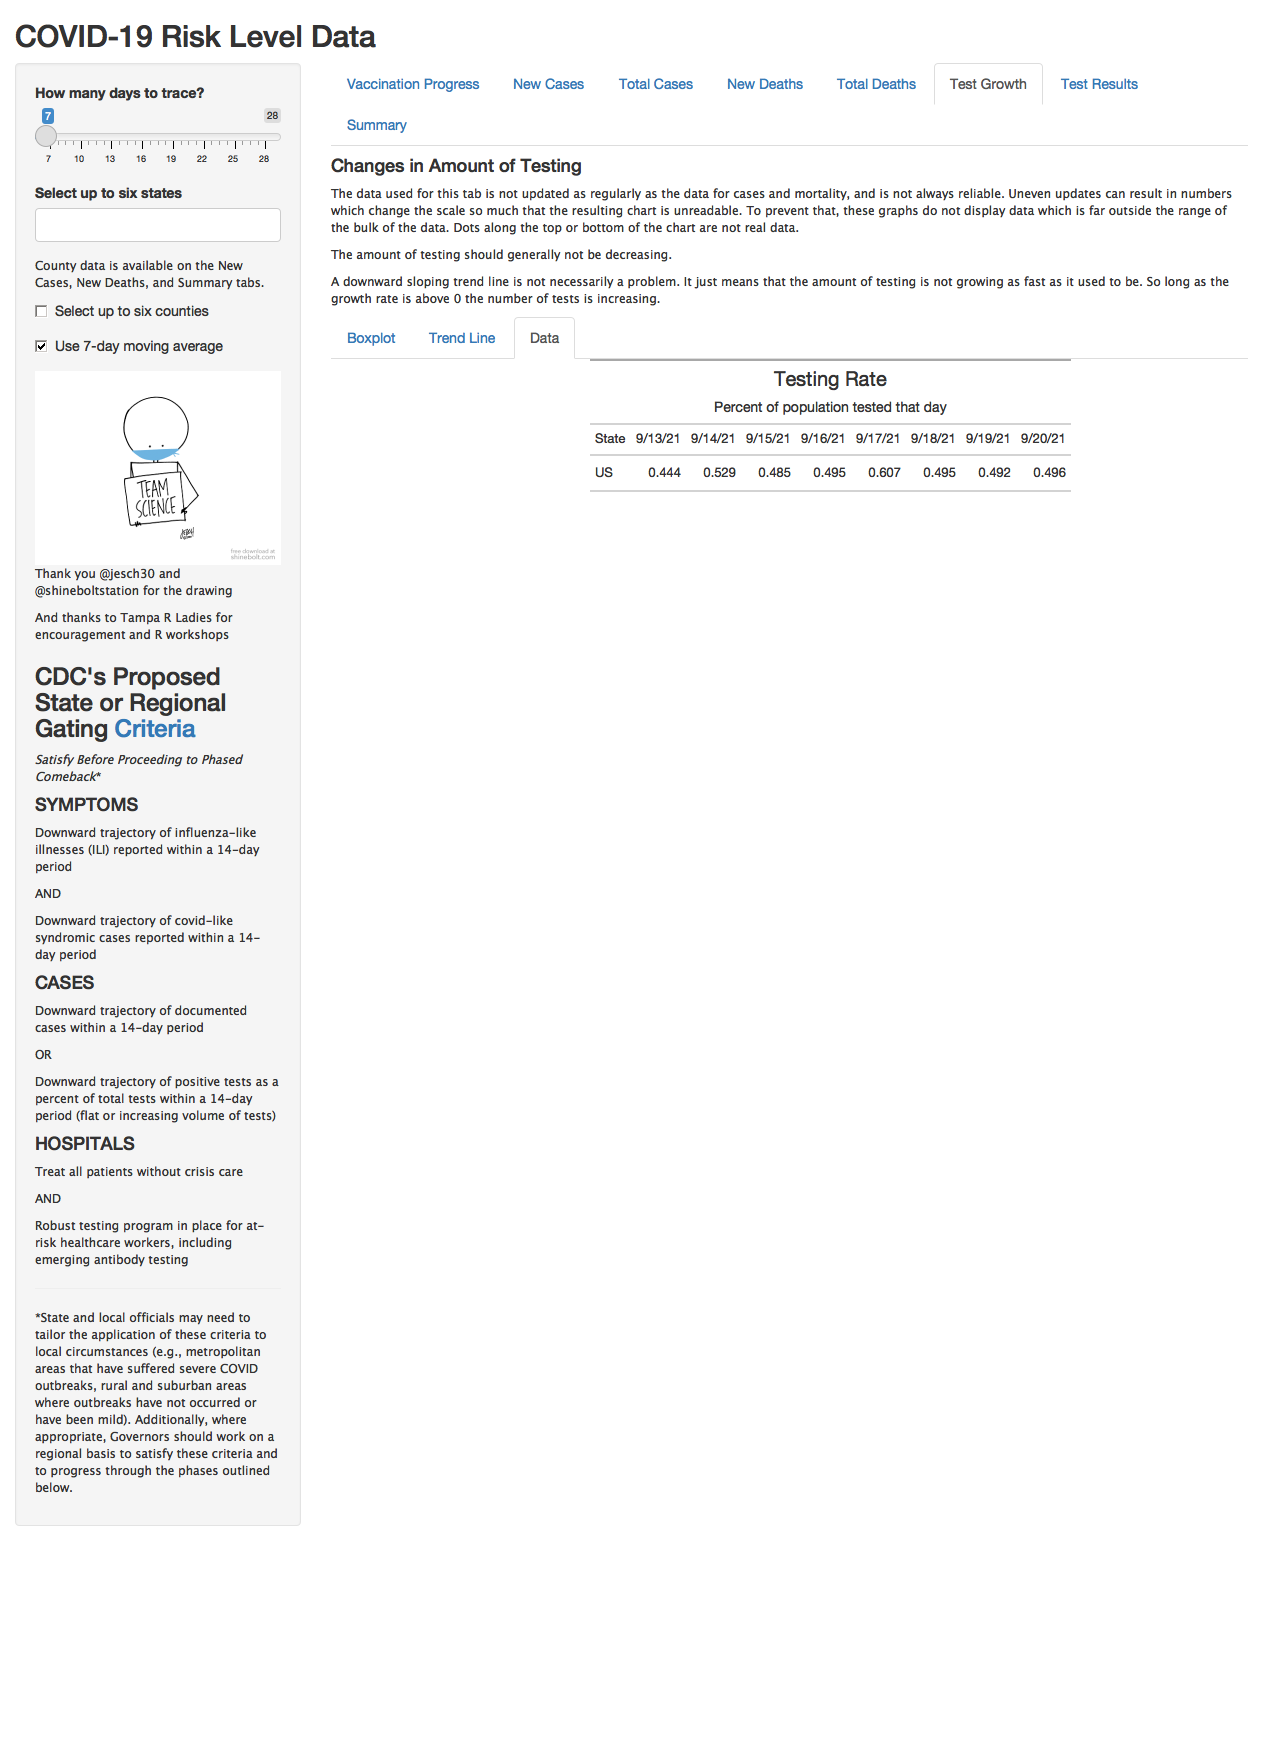 COVID-19 Risk Level Data
How many days to trace?
7
28
7 10 13 16 19 22 25 28
Select up to six states
County data is available on the New
Cases, New Deaths, and Summary tabs.
Select up to six counties
Use 7-day moving average
TEAM
SCIENCE
free download at
shinebolt.com
Thank you @jesch30 and
@shineboltstation for the drawing
And thanks to Tampa R Ladies for
encouragement and R workshops
CDC's Proposed
State or Regional
Gating Criteria
Satisfy Before Proceeding to Phased
Comeback*
SYMPTOMS
Downward trajectory of influenza-like
illnesses (ILI) reported within a 14-day
period
AND
Downward trajectory of covid-like
syndromic cases reported within a 14-
day period
CASES
Downward trajectory of documented
cases within a 14-day period
OR
Downward trajectory of positive tests as a
percent of total tests within a 14-day
period (flat or increasing volume of tests)
HOSPITALS
Treat all patients without crisis care
AND
Robust testing program in place for at-
risk healthcare workers, including
emerging antibody testing
*State and local officials may need to
tailor the application of these criteria to
local circumstances (e.g., metropolitan
areas that have suffered severe COVID
outbreaks, rural and suburban areas
where outbreaks have not occurred or
have been mild). Additionally, where
appropriate, Governors should work on a
regional basis to satisfy these criteria and
to progress through the phases outlined
below.
Vaccination Progress New Cases Total Cases New Deaths Total Deaths Test Growth Test Results
Summary
Changes in Amount of Testing
The data used for this tab is not updated as regularly as the data for cases and mortality, and is not always reliable. Uneven updates can result in numbers
which change the scale so much that the resulting chart is unreadable. To prevent that, these graphs do not display data which is far outside the range of
the bulk of the data. Dots along the top or bottom of the chart are not real data.
The amount of testing should generally not be decreasing.
A downward sloping trend line is not necessarily a problem. It just means that the amount of testing is not growing as fast as it used to be. So long as the
growth rate is above 0 the number of tests is increasing.
Boxplot Trend Line Data
Testing Rate
Percent of population tested that day
State 9/13/21 9/14/21 9/15/21 9/16/21 9/17/21 9/18/21 9/19/21 9/20/21
US 0.444 0.529 0.485 0.495 0.607 0.495 0.492 0.496